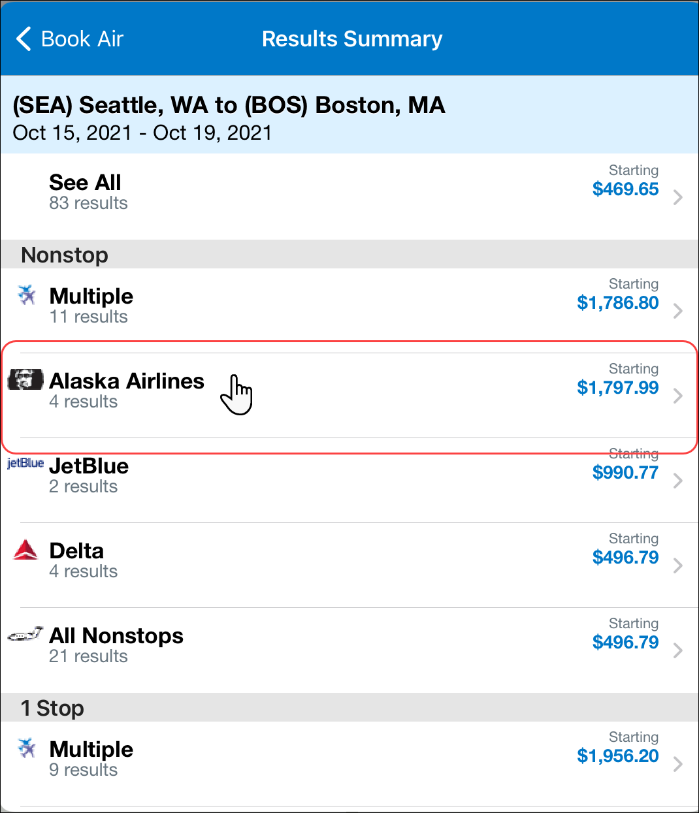 Book Air
Results Summary
(SEA) Seattle, WA to (BOS) Boston, MA
Oct 15, 2021 - Oct 19, 2021
Starting
See All
$469.65
83 results
Nonstop
Starting
Multiple
$1,786.80
11 results
Starting
Alaska Airlines
$1,797.99
4 results
Starting
jetBlue
JetBlue
$990.77
2 results
Starting
Delta
$496.79
4 results
Starting
All Nonstops
$496.79
21 results
1 Stop
Starting
Multiple
$1,956.20
9 results